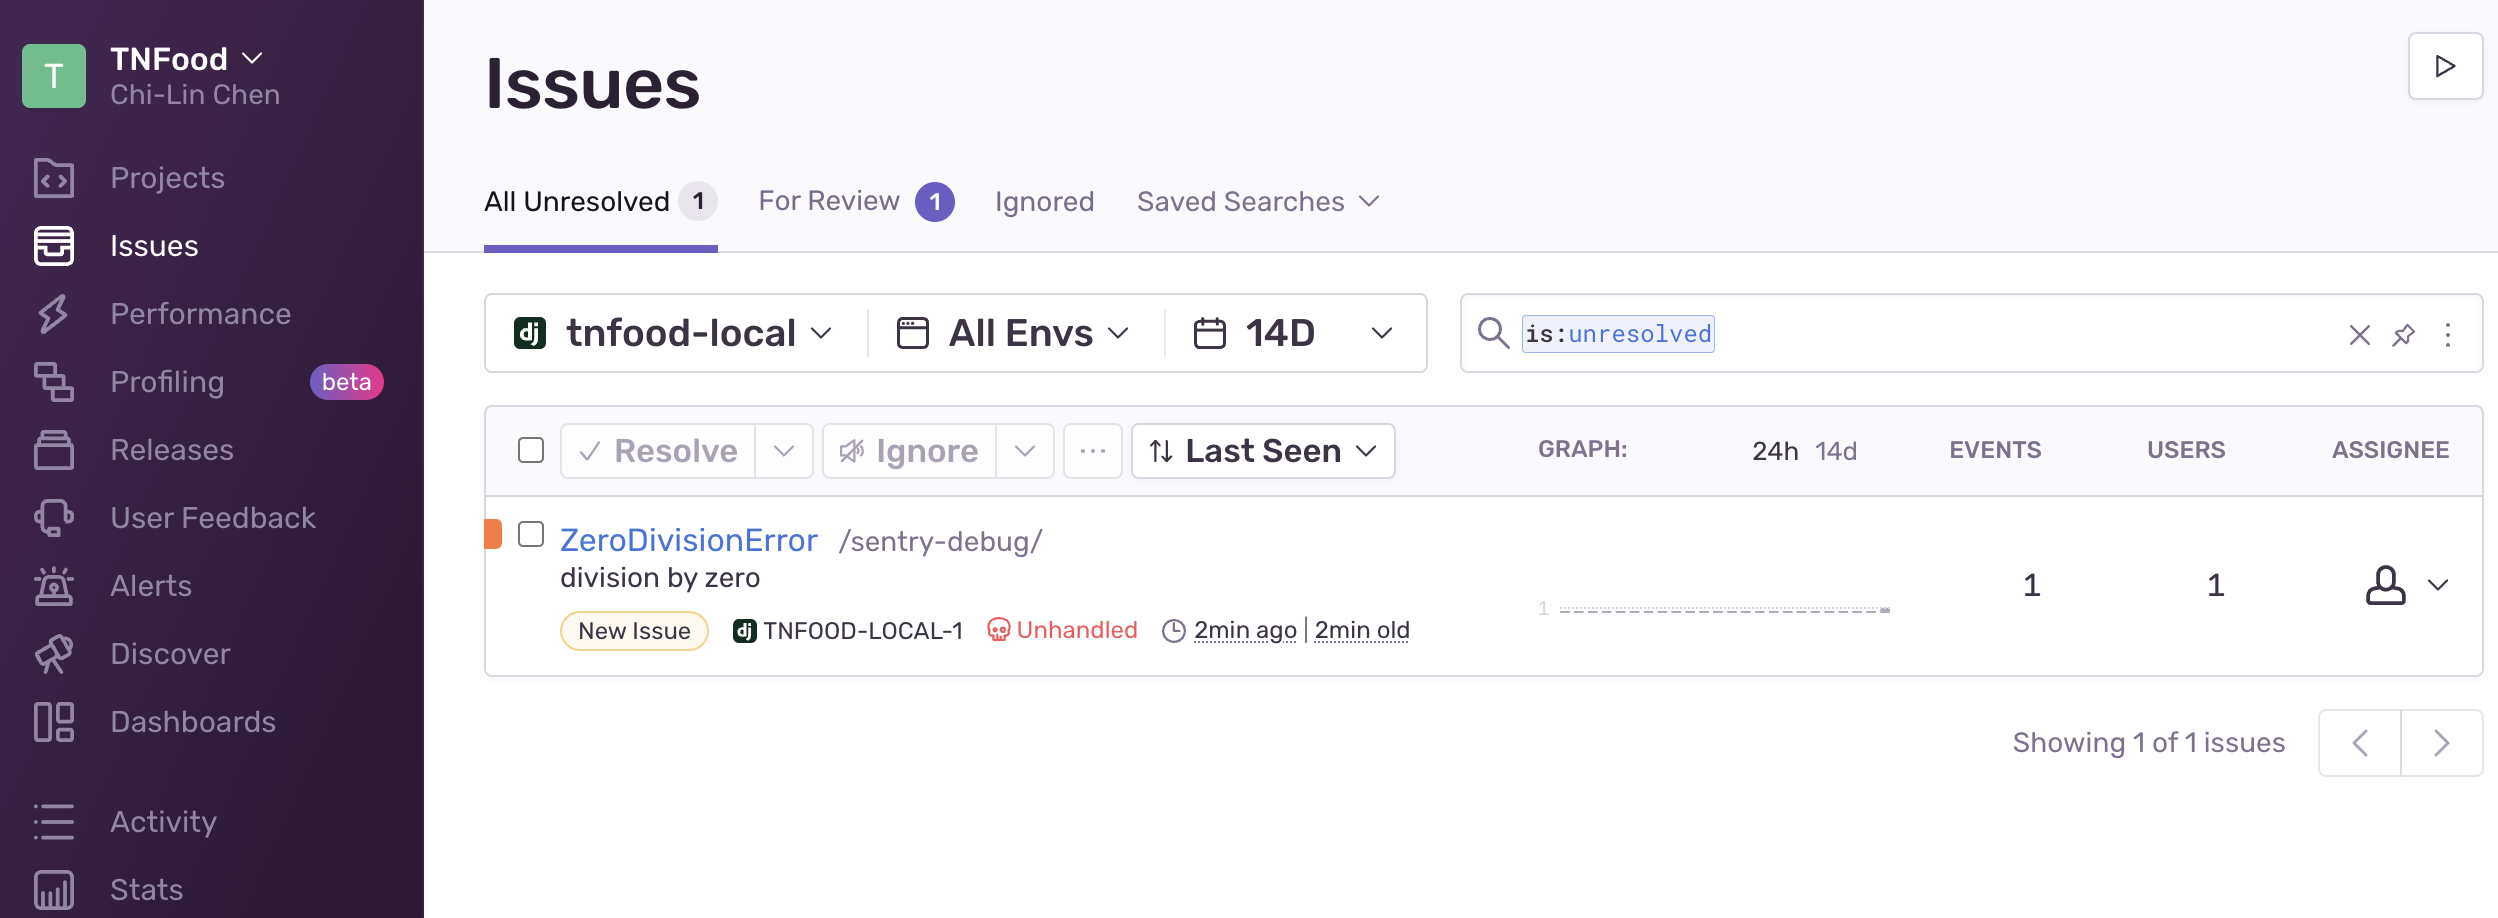 T
TNFood
Chi-Lin Chen
Projects
Issues
Performance
Profiling
beta
Releases
User Feedback
Alerts
Discover
Dashboards
Activity
Stats
Issues
All Unresolved 1 For Review 1 Ignored Saved Searches
dj tnfood-local All Envs 14D
is:unresolved
Resolve Ignore ... Last Seen GRAPH: 24h 14d EVENTS USERS ASSIGNEE
ZeroDivisionError /sentry-debug/
division by zero
1 1 1
New Issue dj TNFOOD-LOCAL-1 Unhandled 2min ago | 2min old
Showing 1 of 1 issues